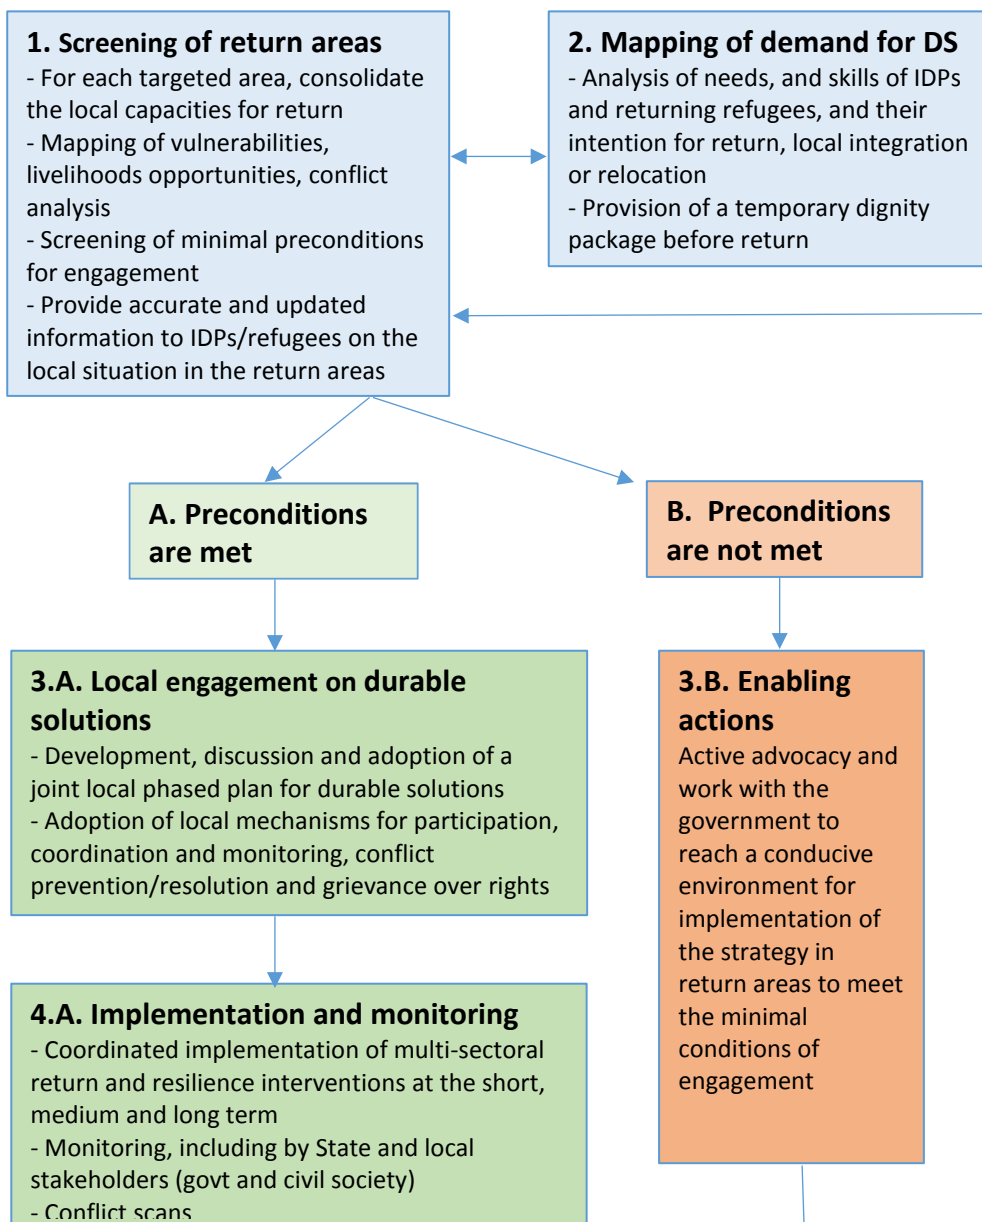 1. Screening of return areas
- For each targeted area, consolidate
the local capacities for return
- Mapping of vulnerabilities,
livelihoods opportunities, conflict
analysis
- Screening of minimal preconditions
for engagement
- Provide accurate and updated
information to IDPs/refugees on the
local situation in the return areas
2. Mapping of demand for DS
- Analysis of needs, and skills of IDPs
and returning refugees, and their
intention for return, local integration
or relocation
- Provision of a temporary dignity
package before return
A. Preconditions
are met
B. Preconditions
are not met
3.A. Local engagement on durable
solutions
- Development, discussion and adoption of a
joint local phased plan for durable solutions
- Adoption of local mechanisms for participation,
coordination and monitoring, conflict
prevention/resolution and grievance over rights
3.B. Enabling
actions
Active advocacy and
work with the
government to
reach a conducive
environment for
implementation of
the strategy in
return areas to meet
the minimal
conditions of
engagement
4.A. Implementation and monitoring
- Coordinated implementation of multi-sectoral
return and resilience interventions at the short,
medium and long term
- Monitoring, including by State and local
stakeholders (govt and civil society)
- Conflict scans